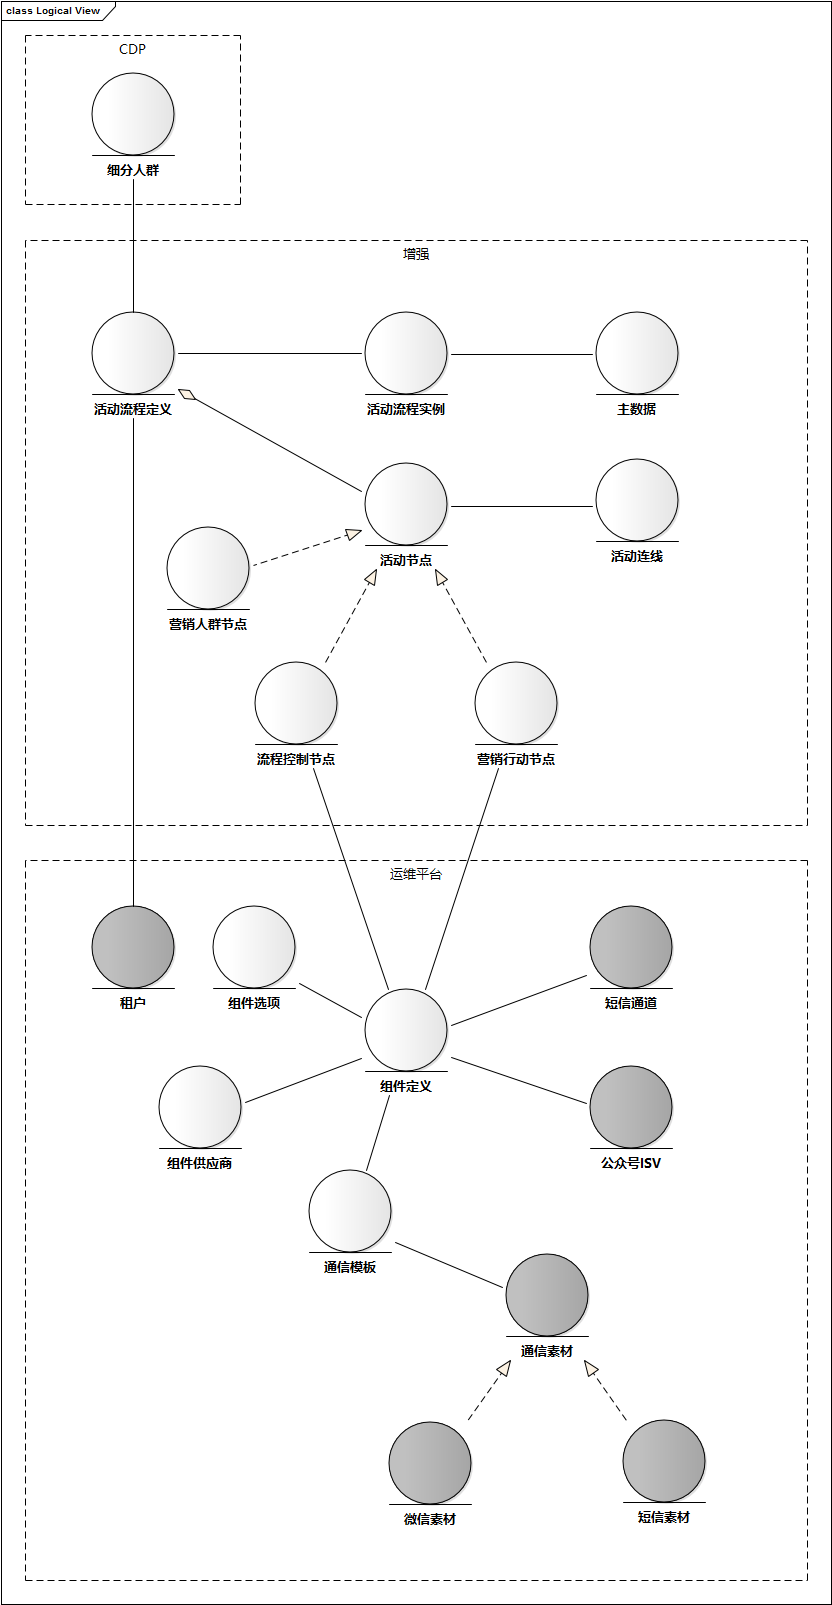 class Logical View
CDP
细分人群
增强
活动流程定义
活动流程实例
主数据
活动节点
活动连线
营销人群节点
流程控制节点
营销行动节点
运维平台
租户
组件选项
短信通道
组件定义
组件供应商
公众号ISV
通信模板
通信素材
微信素材
短信素材